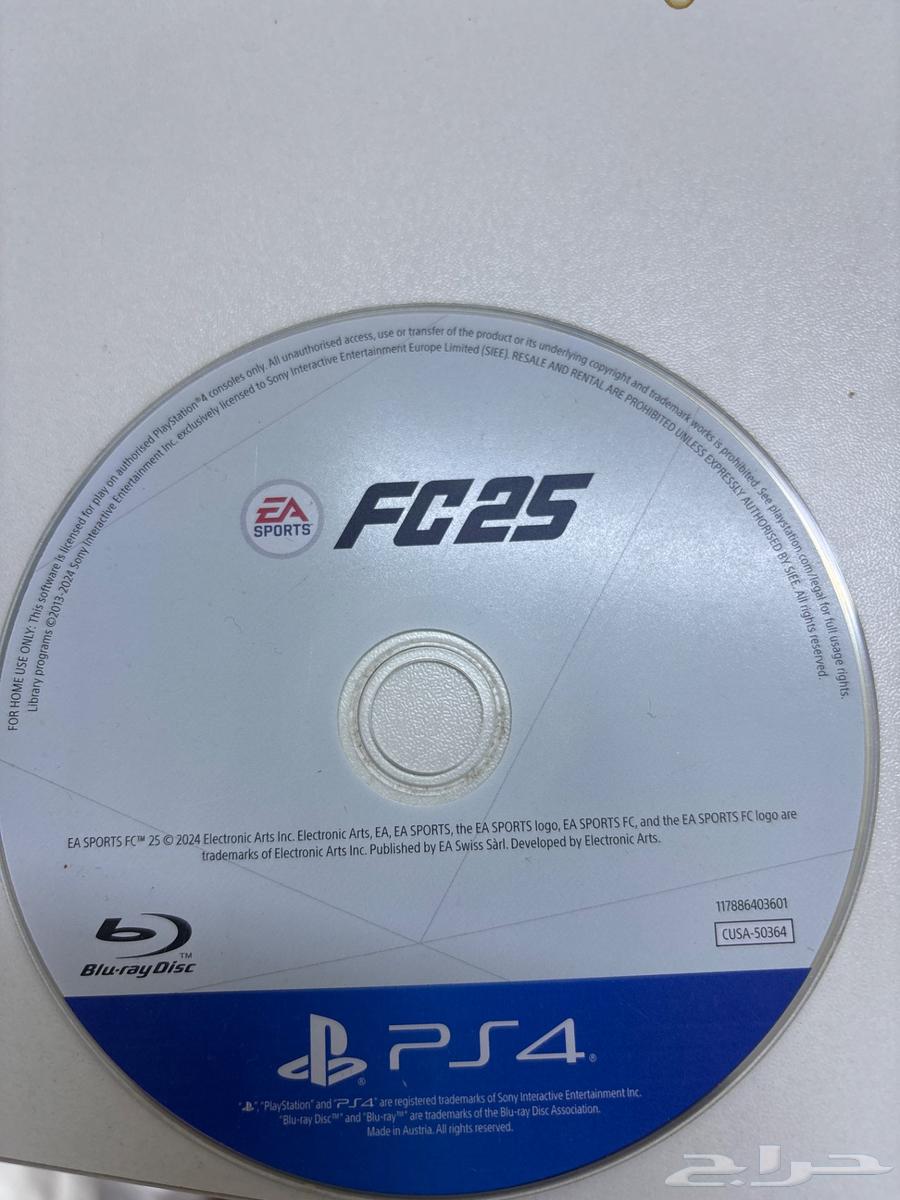 FOR HOME USE ONLY: This software is licensed for play on authorised PlayStation®4 consoles only. All unauthorised access, use or transfer of the product or its underlying copyright and trademark works is prohibited. See playstation.com/legal for full usage rights.
Library programs ©2013-2024 Sony Interactive Entertainment Inc. exclusively licensed to Sony Interactive Entertainment Europe Limited (SIEE). RESALE AND RENTAL ARE PROHIBITED UNLESS EXPRESSLY AUTHORISED BY SIEE. All rights reserved.
EA
SPORTS™
FC25
EA SPORTS FC™ 25 © 2024 Electronic Arts Inc. Electronic Arts, EA, EA SPORTS, the EA SPORTS logo, EA SPORTS FC, and the EA SPORTS FC logo are
trademarks of Electronic Arts Inc. Published by EA Swiss Sàrl. Developed by Electronic Arts.
117886403601
CUSA-50364
Blu-ray Disc™
PS4®
"PS", "PlayStation" and "PS4" are registered trademarks of Sony Interactive Entertainment Inc.
"Blu-ray Disc™" and "Blu-ray™" are trademarks of the Blu-ray Disc Association.
Made in Austria. All rights reserved.
حراج